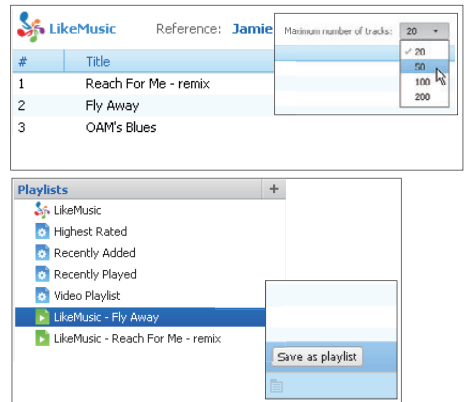 LikeMusic Reference: Jamie
Maximum number of tracks: 20
✓ 20
50
100
200
# Title
1 Reach For Me - remix
2 Fly Away
3 OAM's Blues
Playlists +
LikeMusic
Highest Rated
Recently Added
Recently Played
Video Playlist
LikeMusic - Fly Away
LikeMusic - Reach For Me - remix
Save as playlist